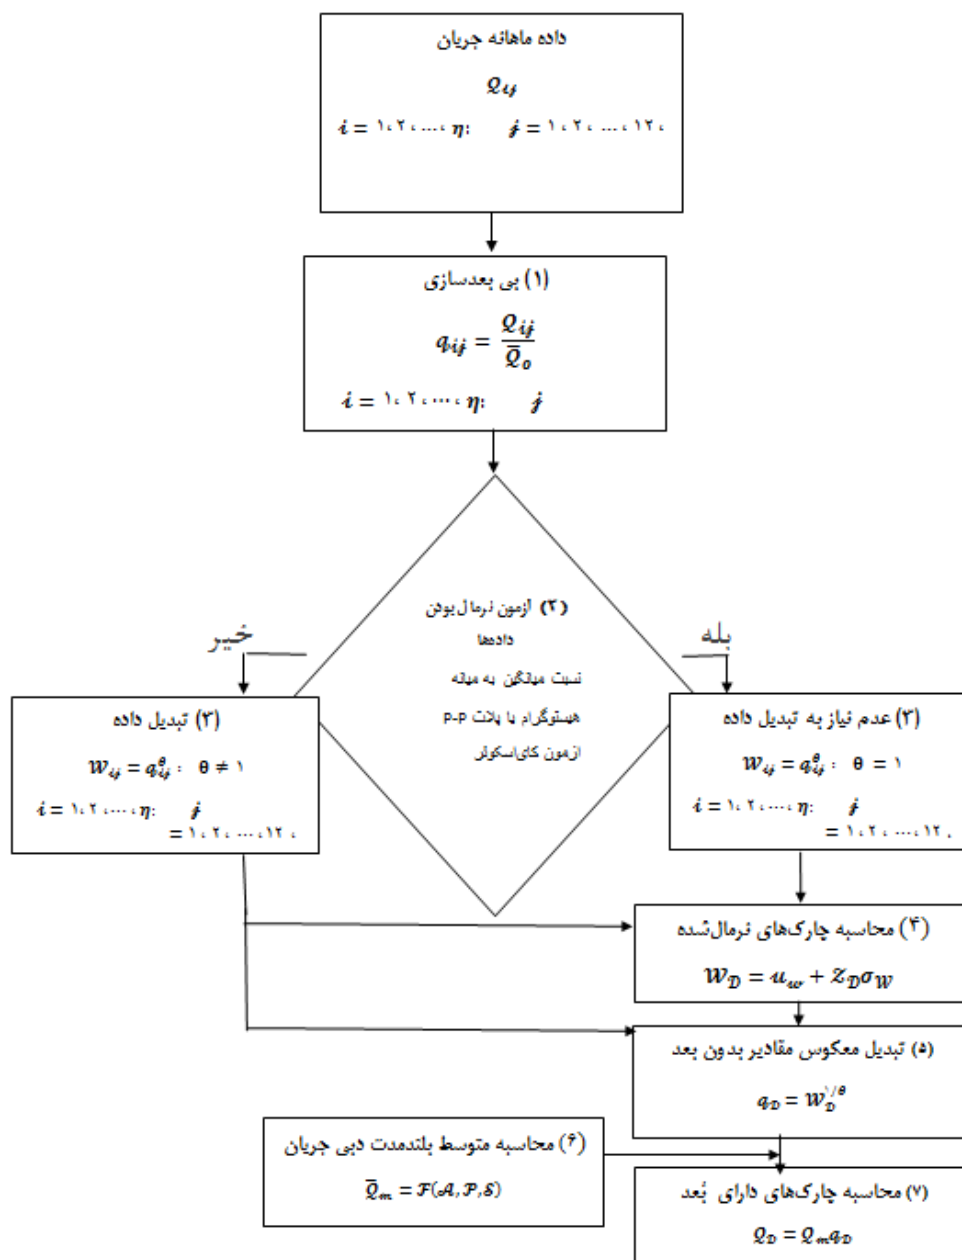 داده ماهانه جریان
Q_ij
i = ۱، ۲، ...، η:    j = ۱، ۲، ...، ۱۲،
(۱) بی بعدسازی
q_ij = Q_ij / Q̄_o
i = ۱، ۲، ...، η:    j
(۲) آزمون نرمال‌بودن
داده‌ها
نسبت میانگین به میانه
هیستوگرام یا پلات P-P
ازمون کای‌اسکوئر
خیر
بله
(۳) تبدیل داده
W_ij = q_ij^θ :  θ ≠ ۱
i = ۱، ۲، ...، η:    j
= ۱، ۲، ...، ۱۲،
(۳) عدم نیاز به تبدیل داده
W_ij = q_ij^θ :  θ = ۱
i = ۱، ۲، ...، η:    j
= ۱، ۲، ...، ۱۲،
(۴) محاسبه چارک‌های نرمال‌شده
W_D = u_w + Z_D σ_W
(۵) تبدیل معکوس مقادیر بدون بعد
q_D = W_D^۱/θ
(۶) محاسبه متوسط بلندمدت دبی جریان
Q̄_m = F(A, P, S)
(۷) محاسبه چارک‌های دارای بُعد
Q_D = Q_m q_D